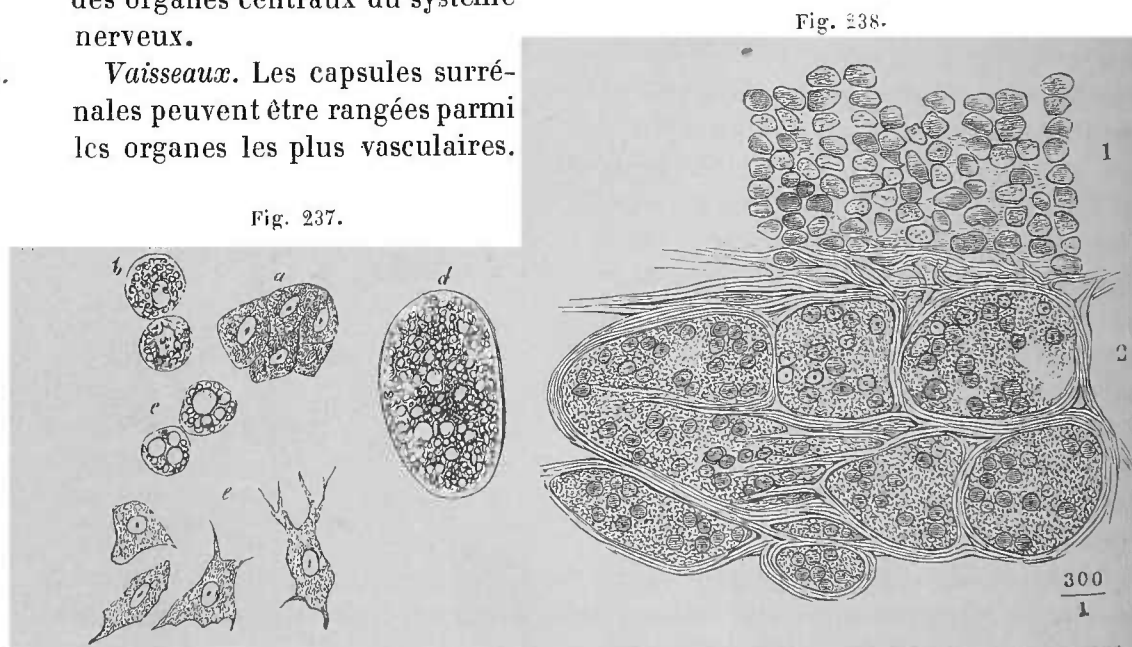 des organes centraux du système
nerveux.
Vaisseaux. Les capsules surré-
nales peuvent être rangées parmi
les organes les plus vasculaires.
Fig. 237.
Fig. 238.
b
a
d
c
e
1
2
300
1